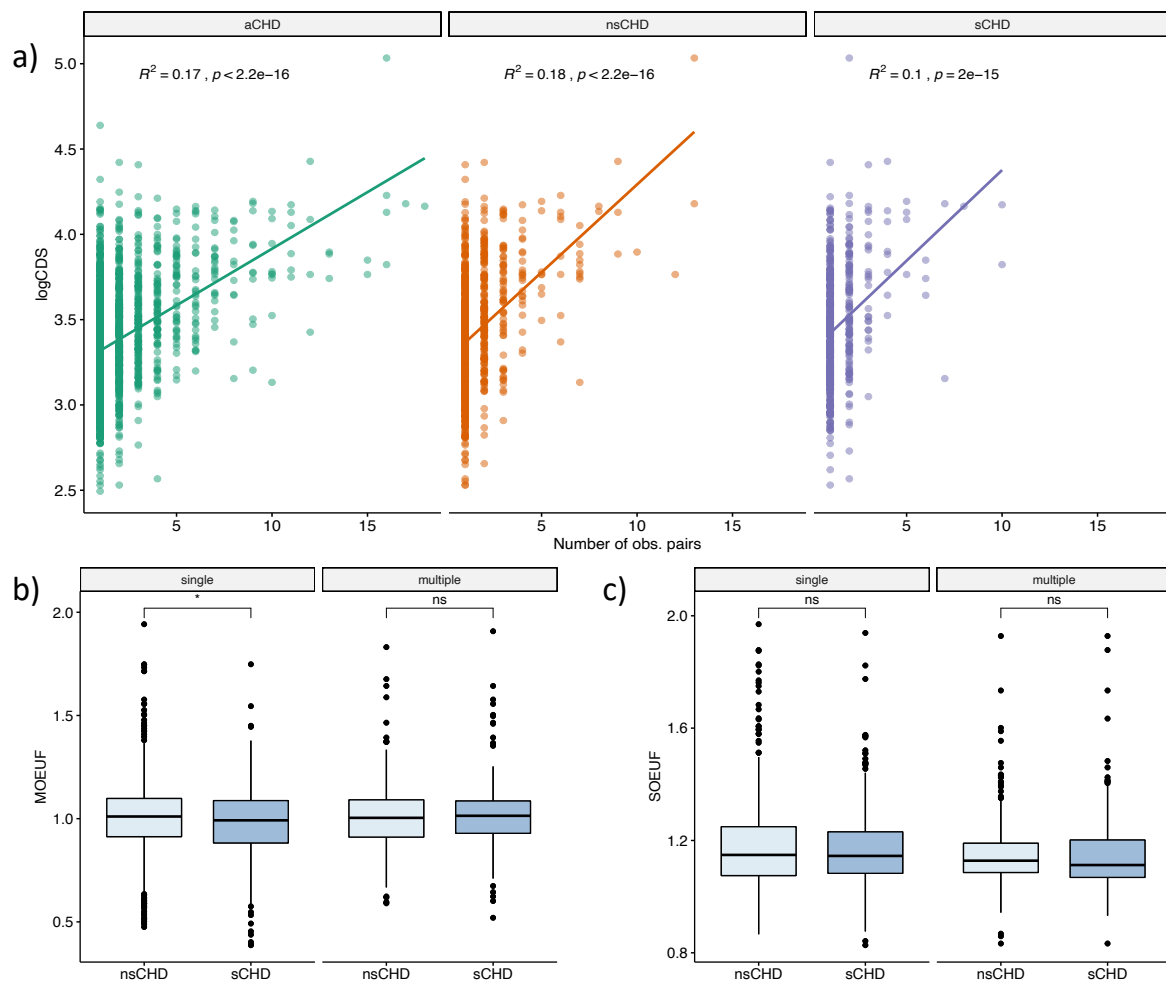 a)
aCHD nsCHD sCHD
R² = 0.17 , p < 2.2e−16 R² = 0.18 , p < 2.2e−16 R² = 0.1 , p = 2e−15
5.0
4.5
4.0
3.5
3.0
2.5
logCDS
5 10 15 5 10 15 5 10 15
Number of obs. pairs
b)
single multiple
* ns
2.0
1.5
1.0
0.5
MOEUF
nsCHD sCHD nsCHD sCHD
c)
single multiple
ns ns
2.0
1.6
1.2
0.8
SOEUF
nsCHD sCHD nsCHD sCHD